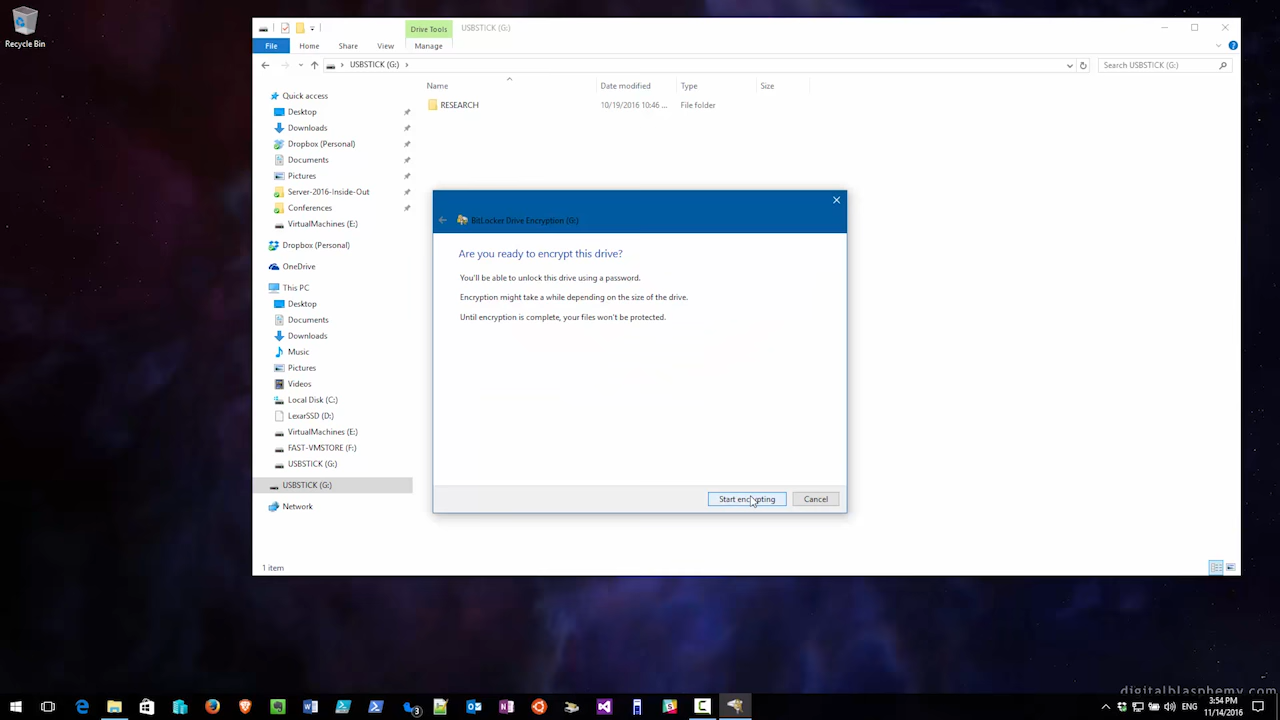 Recycle Bin
Drive Tools
USBSTICK (G:)
File
Home
Share
View
Manage
USBSTICK (G:)
Search USBSTICK (G:)
Name
Date modified
Type
Size
RESEARCH
10/19/2016 10:46 ...
File folder
Quick access
Desktop
Downloads
Dropbox (Personal)
Documents
Pictures
Server-2016-Inside-Out
Conferences
VirtualMachines (E:)
Dropbox (Personal)
OneDrive
This PC
Desktop
Documents
Downloads
Music
Pictures
Videos
Local Disk (C:)
LexarSSD (D:)
VirtualMachines (E:)
FAST-VMSTORE (F:)
USBSTICK (G:)
USBSTICK (G:)
Network
BitLocker Drive Encryption (G:)
Are you ready to encrypt this drive?
You'll be able to unlock this drive using a password.
Encryption might take a while depending on the size of the drive.
Until encryption is complete, your files won't be protected.
Start encrypting
Cancel
1 item
digitalblasphemy.com
3
ENG
3:54 PM
11/14/2016